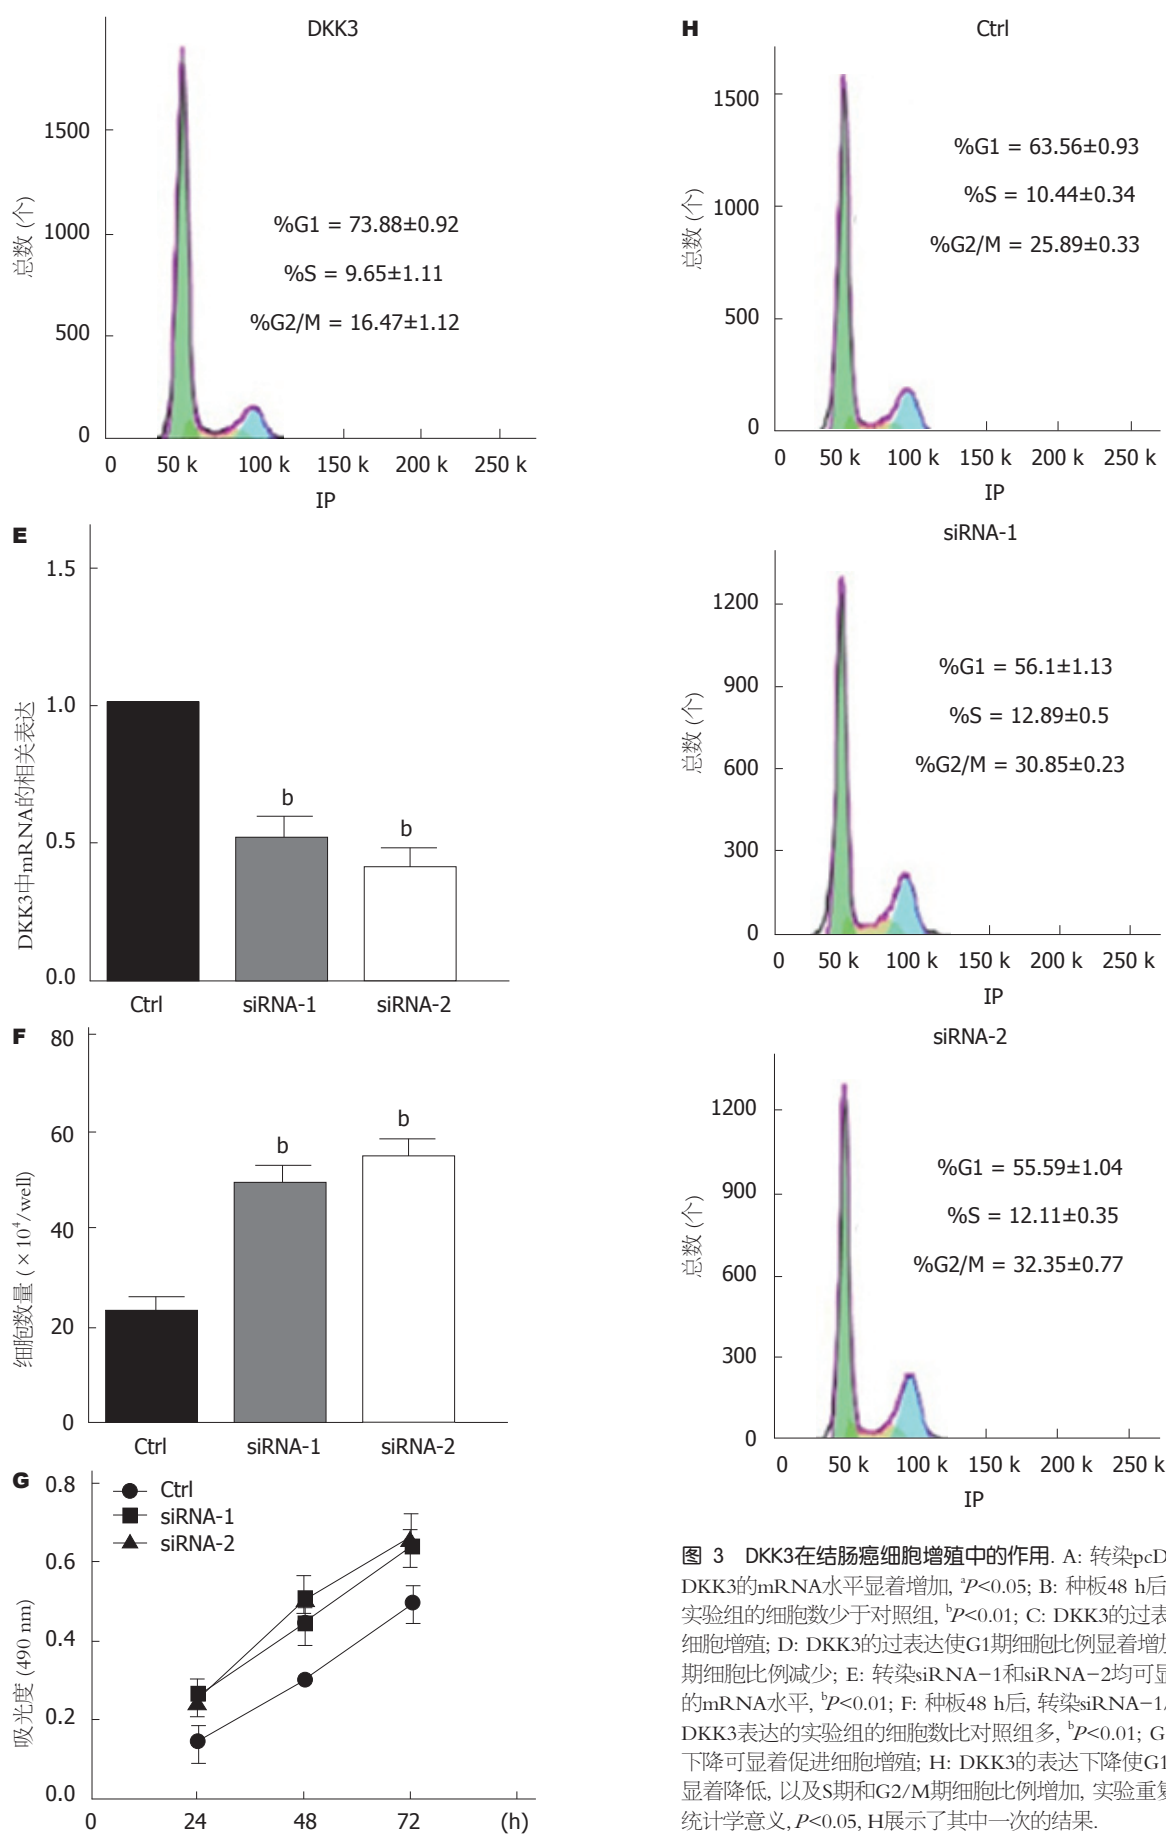 DKK3
1500
1000
500
0
总数 (个)
%G1 = 73.88±0.92
%S = 9.65±1.11
%G2/M = 16.47±1.12
0 50 k 100 k 150 k 200 k 250 k
IP
E
1.5
1.0
0.5
0.0
DKK3中mRNA的相关表达
b
b
Ctrl siRNA-1 siRNA-2
F
80
60
40
20
0
细胞数量 (×10⁴/well)
b
b
Ctrl siRNA-1 siRNA-2
G
0.8
0.6
0.4
0.2
0.0
吸光度 (490 nm)
Ctrl
siRNA-1
siRNA-2
0 24 48 72 (h)
H
Ctrl
1500
1000
500
0
总数 (个)
%G1 = 63.56±0.93
%S = 10.44±0.34
%G2/M = 25.89±0.33
0 50 k 100 k 150 k 200 k 250 k
IP
siRNA-1
1200
900
600
300
0
总数 (个)
%G1 = 56.1±1.13
%S = 12.89±0.5
%G2/M = 30.85±0.23
0 50 k 100 k 150 k 200 k 250 k
IP
siRNA-2
1200
900
600
300
0
总数 (个)
%G1 = 55.59±1.04
%S = 12.11±0.35
%G2/M = 32.35±0.77
0 50 k 100 k 150 k 200 k 250 k
IP
图 3 DKK3在结肠癌细胞增殖中的作用. A: 转染pcD
DKK3的mRNA水平显着增加, ᵃP<0.05; B: 种板48 h后
实验组的细胞数少于对照组, ᵇP<0.01; C: DKK3的过表
细胞增殖; D: DKK3的过表达使G1期细胞比例显着增加
期细胞比例减少; E: 转染siRNA-1和siRNA-2均可显
的mRNA水平, ᵇP<0.01; F: 种板48 h后, 转染siRNA-1/
DKK3表达的实验组的细胞数比对照组多, ᵇP<0.01; G
下降可显着促进细胞增殖; H: DKK3的表达下降使G1
显着降低, 以及S期和G2/M期细胞比例增加, 实验重复
统计学意义, P<0.05, H展示了其中一次的结果.